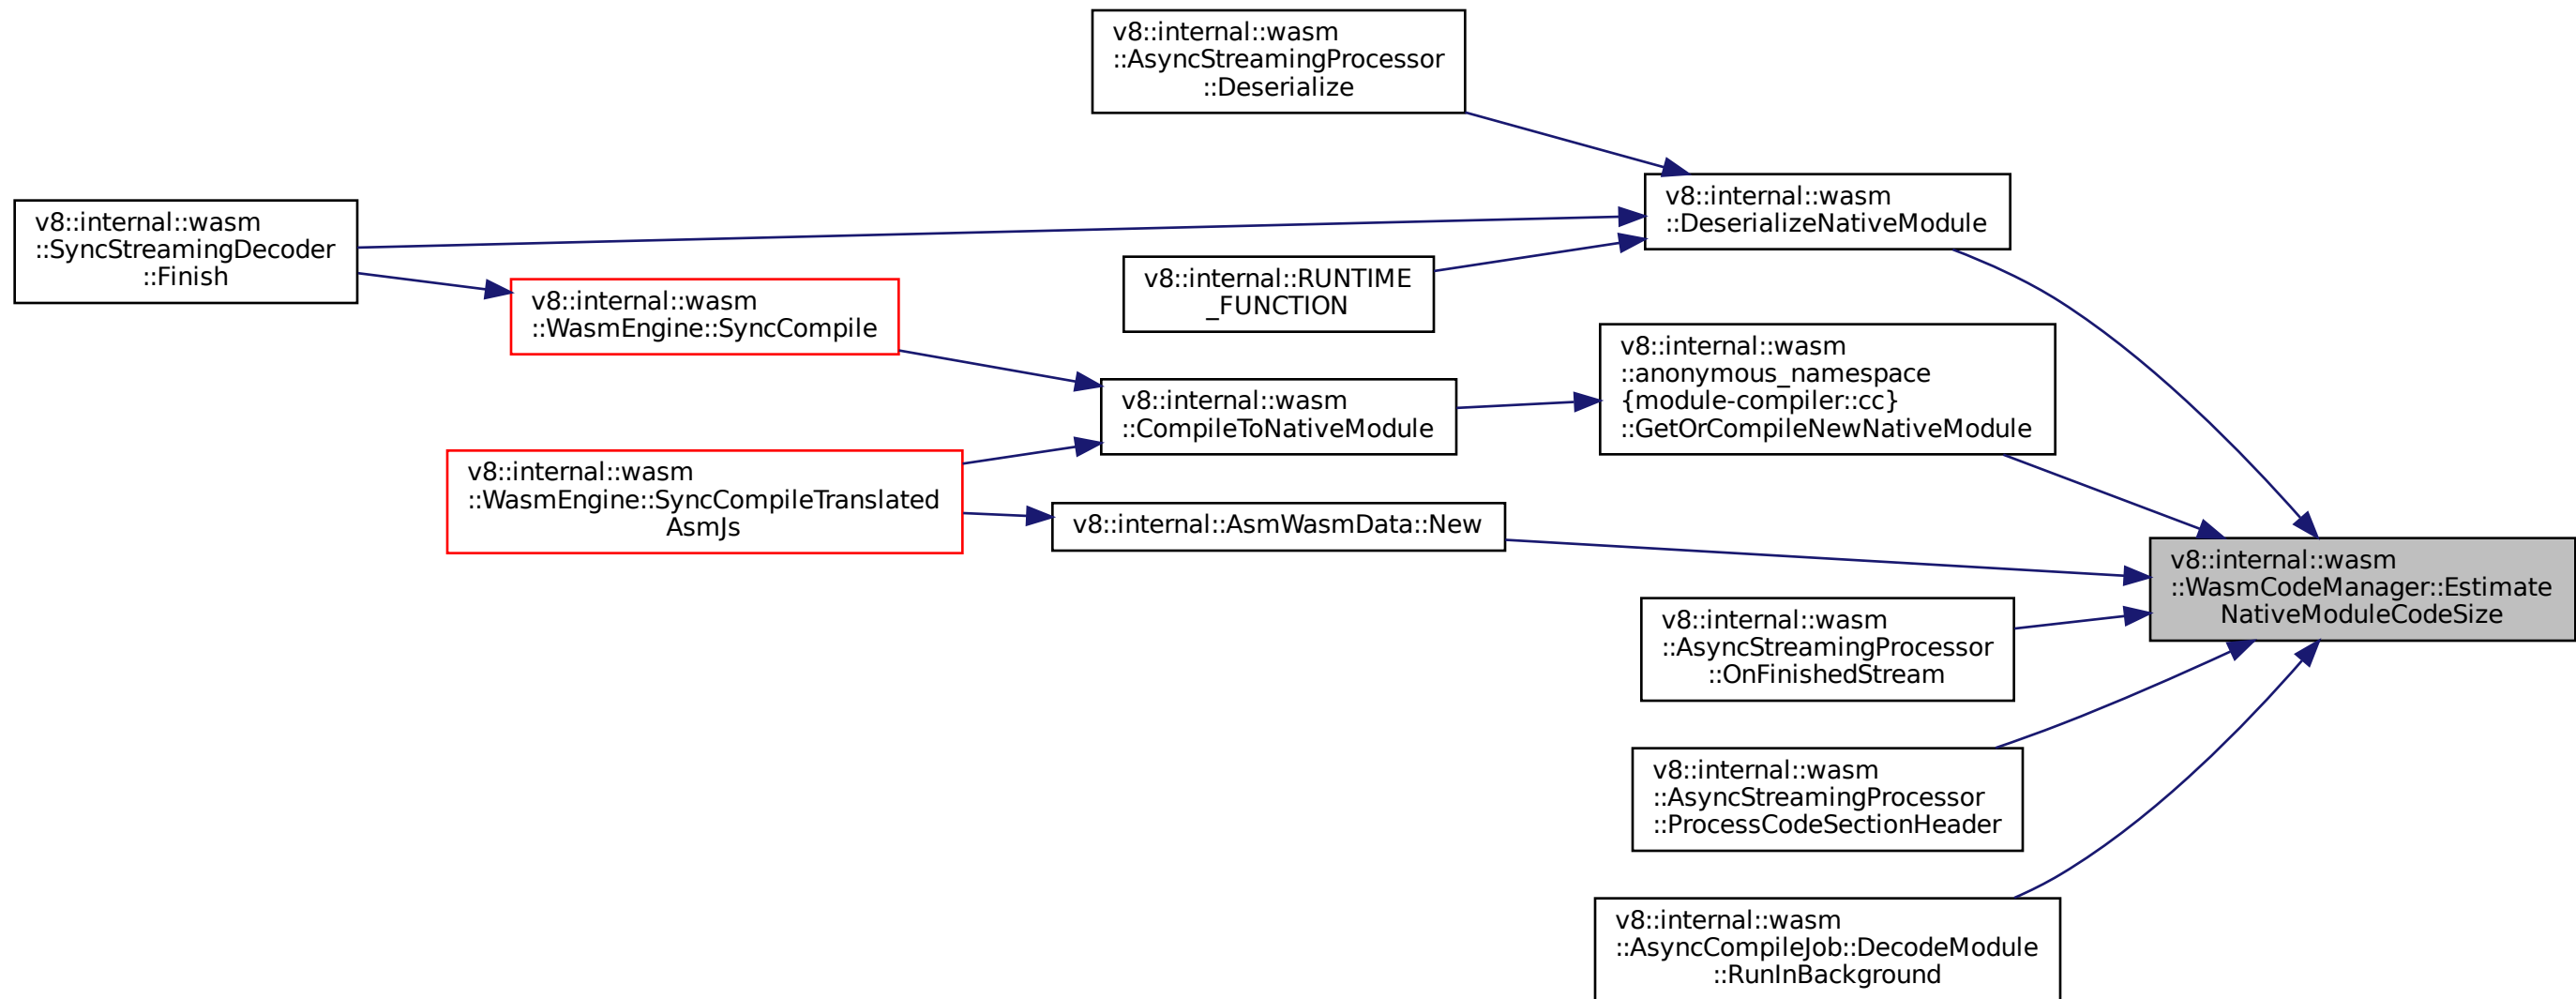 v8::internal::wasm
::AsyncStreamingProcessor
::Deserialize
v8::internal::wasm
::DeserializeNativeModule
v8::internal::wasm
::SyncStreamingDecoder
::Finish
v8::internal::RUNTIME
_FUNCTION
v8::internal::wasm
::WasmEngine::SyncCompile
v8::internal::wasm
::anonymous_namespace
{module-compiler::cc}
::GetOrCompileNewNativeModule
v8::internal::wasm
::CompileToNativeModule
v8::internal::wasm
::WasmEngine::SyncCompileTranslated
AsmJs
v8::internal::AsmWasmData::New
v8::internal::wasm
::WasmCodeManager::Estimate
NativeModuleCodeSize
v8::internal::wasm
::AsyncStreamingProcessor
::OnFinishedStream
v8::internal::wasm
::AsyncStreamingProcessor
::ProcessCodeSectionHeader
v8::internal::wasm
::AsyncCompileJob::DecodeModule
::RunInBackground